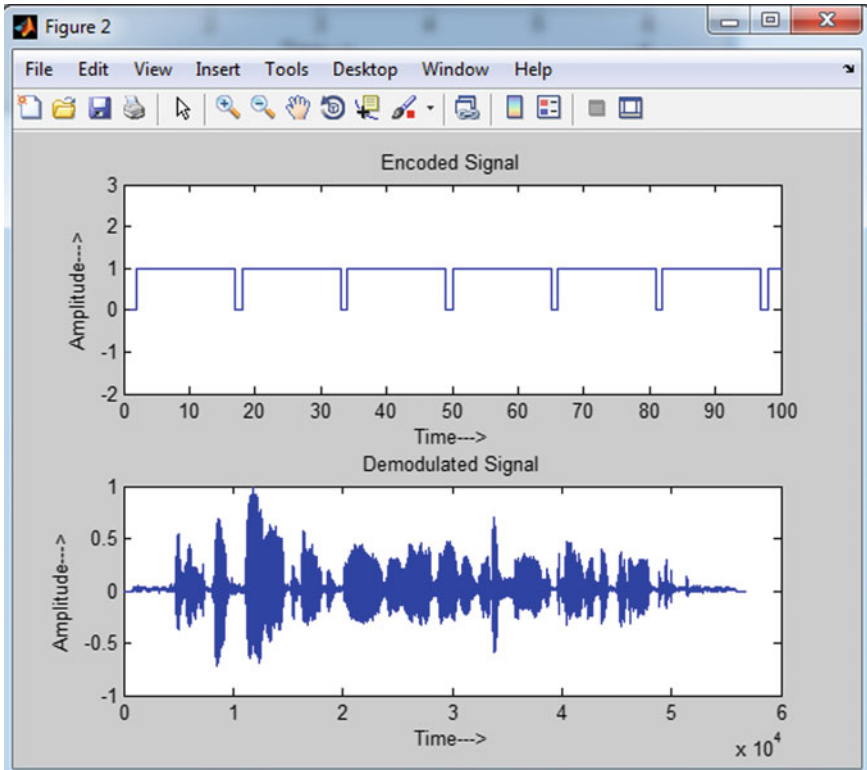 Figure 2
File Edit View Insert Tools Desktop Window Help
Encoded Signal
Amplitude--->
3
2
1
0
-1
-2
0 10 20 30 40 50 60 70 80 90 100
Time--->
Demodulated Signal
Amplitude--->
1
0.5
0
-0.5
-1
0 1 2 3 4 5 6
Time--->
x 10^4